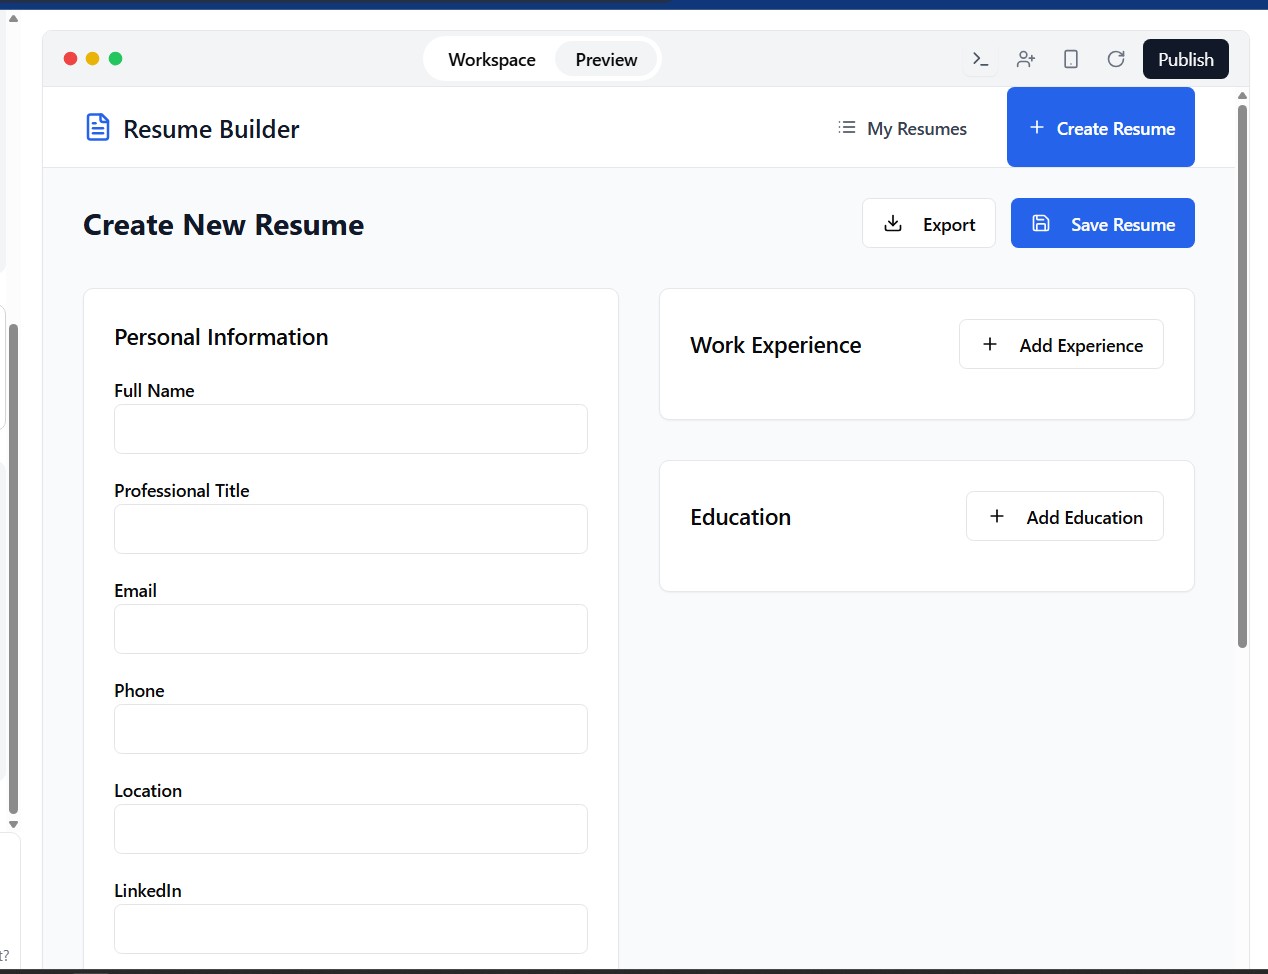 Workspace
Preview
Publish
Resume Builder
My Resumes
Create Resume
Create New Resume
Export
Save Resume
Personal Information
Full Name
Professional Title
Email
Phone
Location
LinkedIn
Work Experience
Add Experience
Education
Add Education
t?